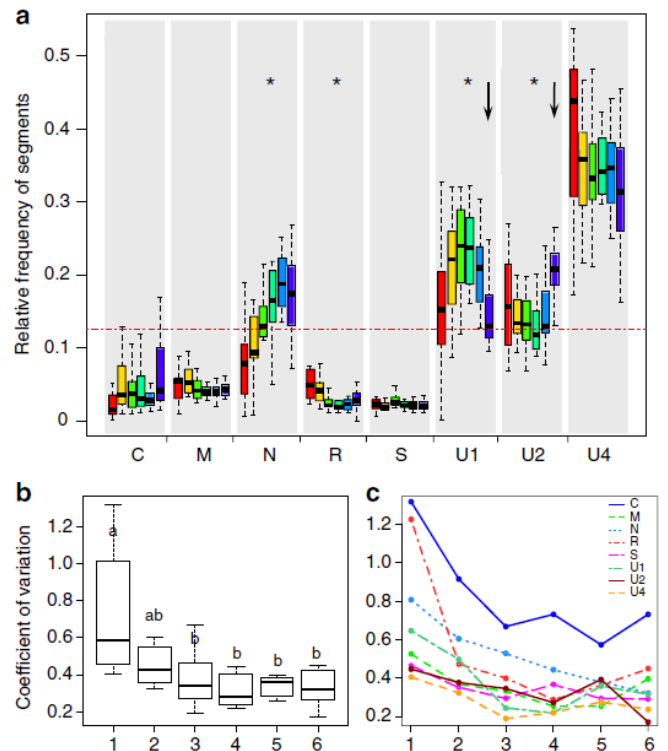 a
Relative frequency of segments
0.5
0.4
0.3
0.2
0.1
0
* * * *
C M N R S U1 U2 U4
b
Coefficient of variation
1.2
1.0
0.8
0.6
0.4
0.2
a
ab
b b b b
1 2 3 4 5 6
c
1.2
1.0
0.8
0.6
0.4
0.2
C
M
N
R
S
U1
U2
U4
1 2 3 4 5 6